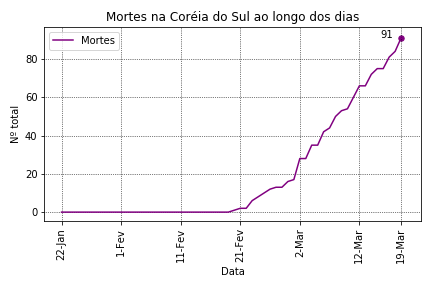 Mortes na Coréia do Sul ao longo dos dias
Mortes
91
Nº total
80
60
40
20
0
22-Jan
1-Fev
11-Fev
21-Fev
2-Mar
12-Mar
19-Mar
Data